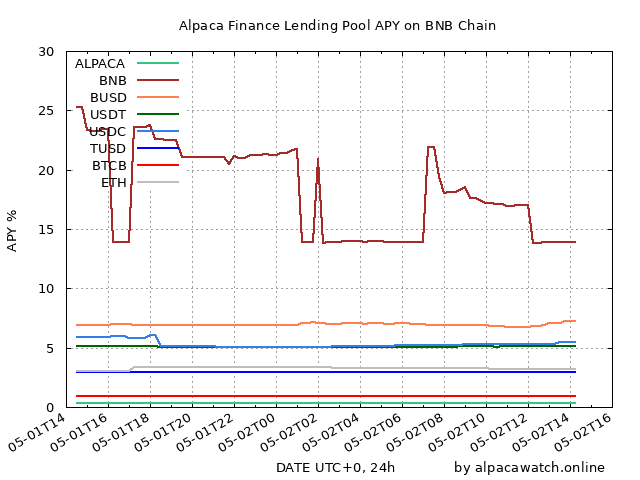 Alpaca Finance Lending Pool APY on BNB Chain
30
25
20
15
10
5
0
APY %
ALPACA
BNB
BUSD
USDT
USDC
TUSD
BTCB
ETH
05-01T14
05-01T16
05-01T18
05-01T20
05-01T22
05-02T00
05-02T02
05-02T04
05-02T06
05-02T08
05-02T10
05-02T12
05-02T14
05-02T16
DATE UTC+0, 24h
by alpacawatch.online